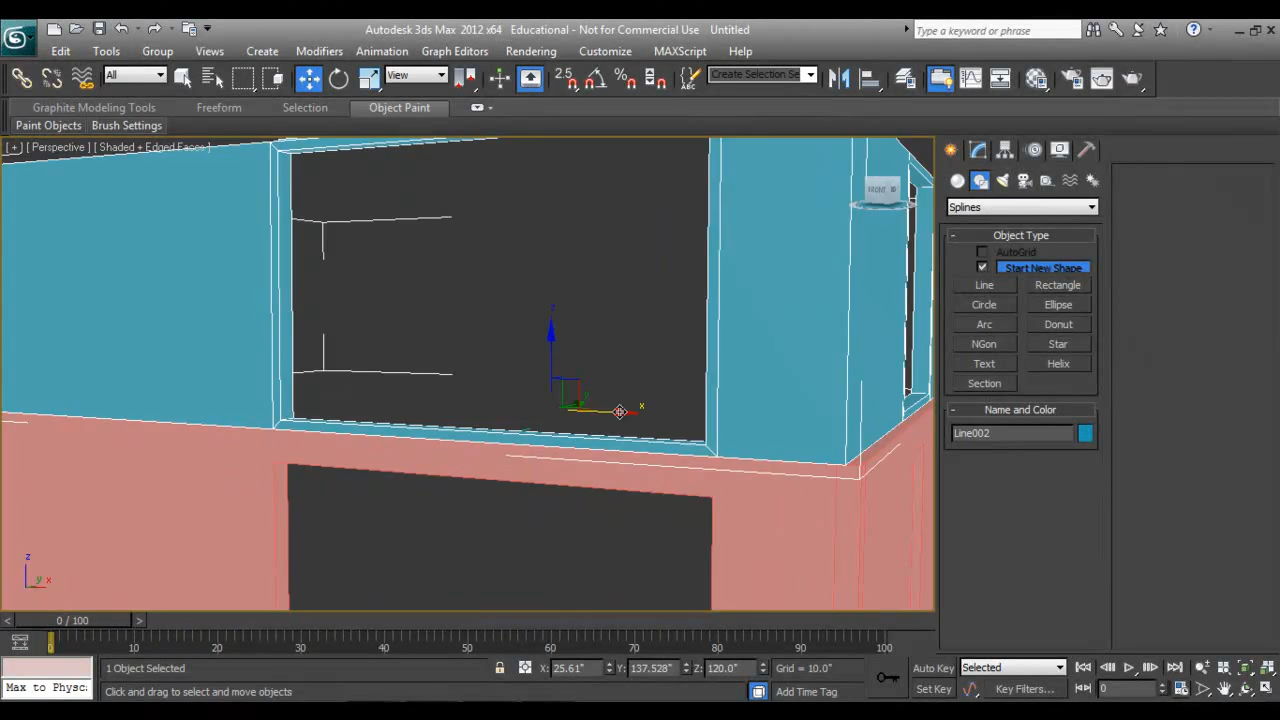 Autodesk 3ds Max 2012 x64 Educational - Not for Commercial Use Untitled
Type a keyword or phrase
Edit Tools Group Views Create Modifiers Animation Graph Editors Rendering Customize MAXScript Help
All View 2.5 Create Selection Se
Graphite Modeling Tools Freeform Selection Object Paint
Paint Objects Brush Settings
[ + ] [ Perspective ] [ Shaded + Edged Faces ]
FRONT
Splines
- Object Type
AutoGrid
Start New Shape
Line Rectangle
Circle Ellipse
Arc Donut
NGon Star
Text Helix
Section
- Name and Color
Line002
z
x
z
y x
< 0 / 100 >
0 10 20 30 40 50 60 70 80 90 100
1 Object Selected X: 25.61" Y: 137.528" Z: 120.0" Grid = 10.0" Auto Key Selected
Max to Physc Click and drag to select and move objects Add Time Tag Set Key Key Filters... 0